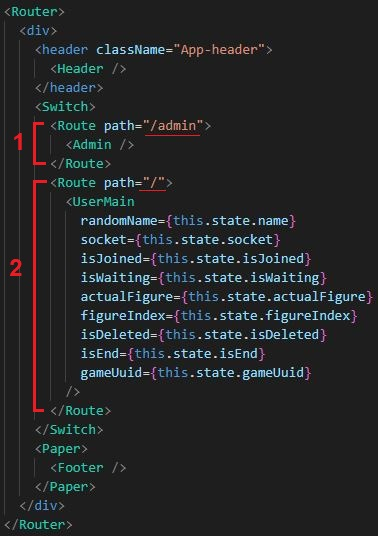 <Router>
<div>
<header className="App-header">
<Header />
</header>
<Switch>
1 <Route path="/admin">
<Admin />
</Route>
2 <Route path="/">
<UserMain
randomName={this.state.name}
socket={this.state.socket}
isJoined={this.state.isJoined}
isWaiting={this.state.isWaiting}
actualFigure={this.state.actualFigure}
figureIndex={this.state.figureIndex}
isDeleted={this.state.isDeleted}
isEnd={this.state.isEnd}
gameUuid={this.state.gameUuid}
/>
</Route>
</Switch>
<Paper>
<Footer />
</Paper>
</div>
</Router>